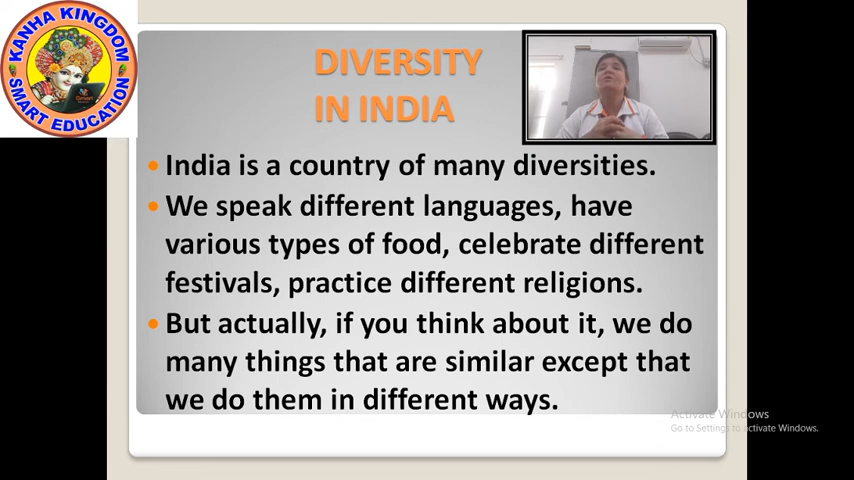 KANHA KINGDOM
SMART EDUCATION
DIVERSITY
IN INDIA
India is a country of many diversities.
We speak different languages, have
various types of food, celebrate different
festivals, practice different religions.
But actually, if you think about it, we do
many things that are similar except that
we do them in different ways.
Activate Windows
Go to Settings to activate Windows.